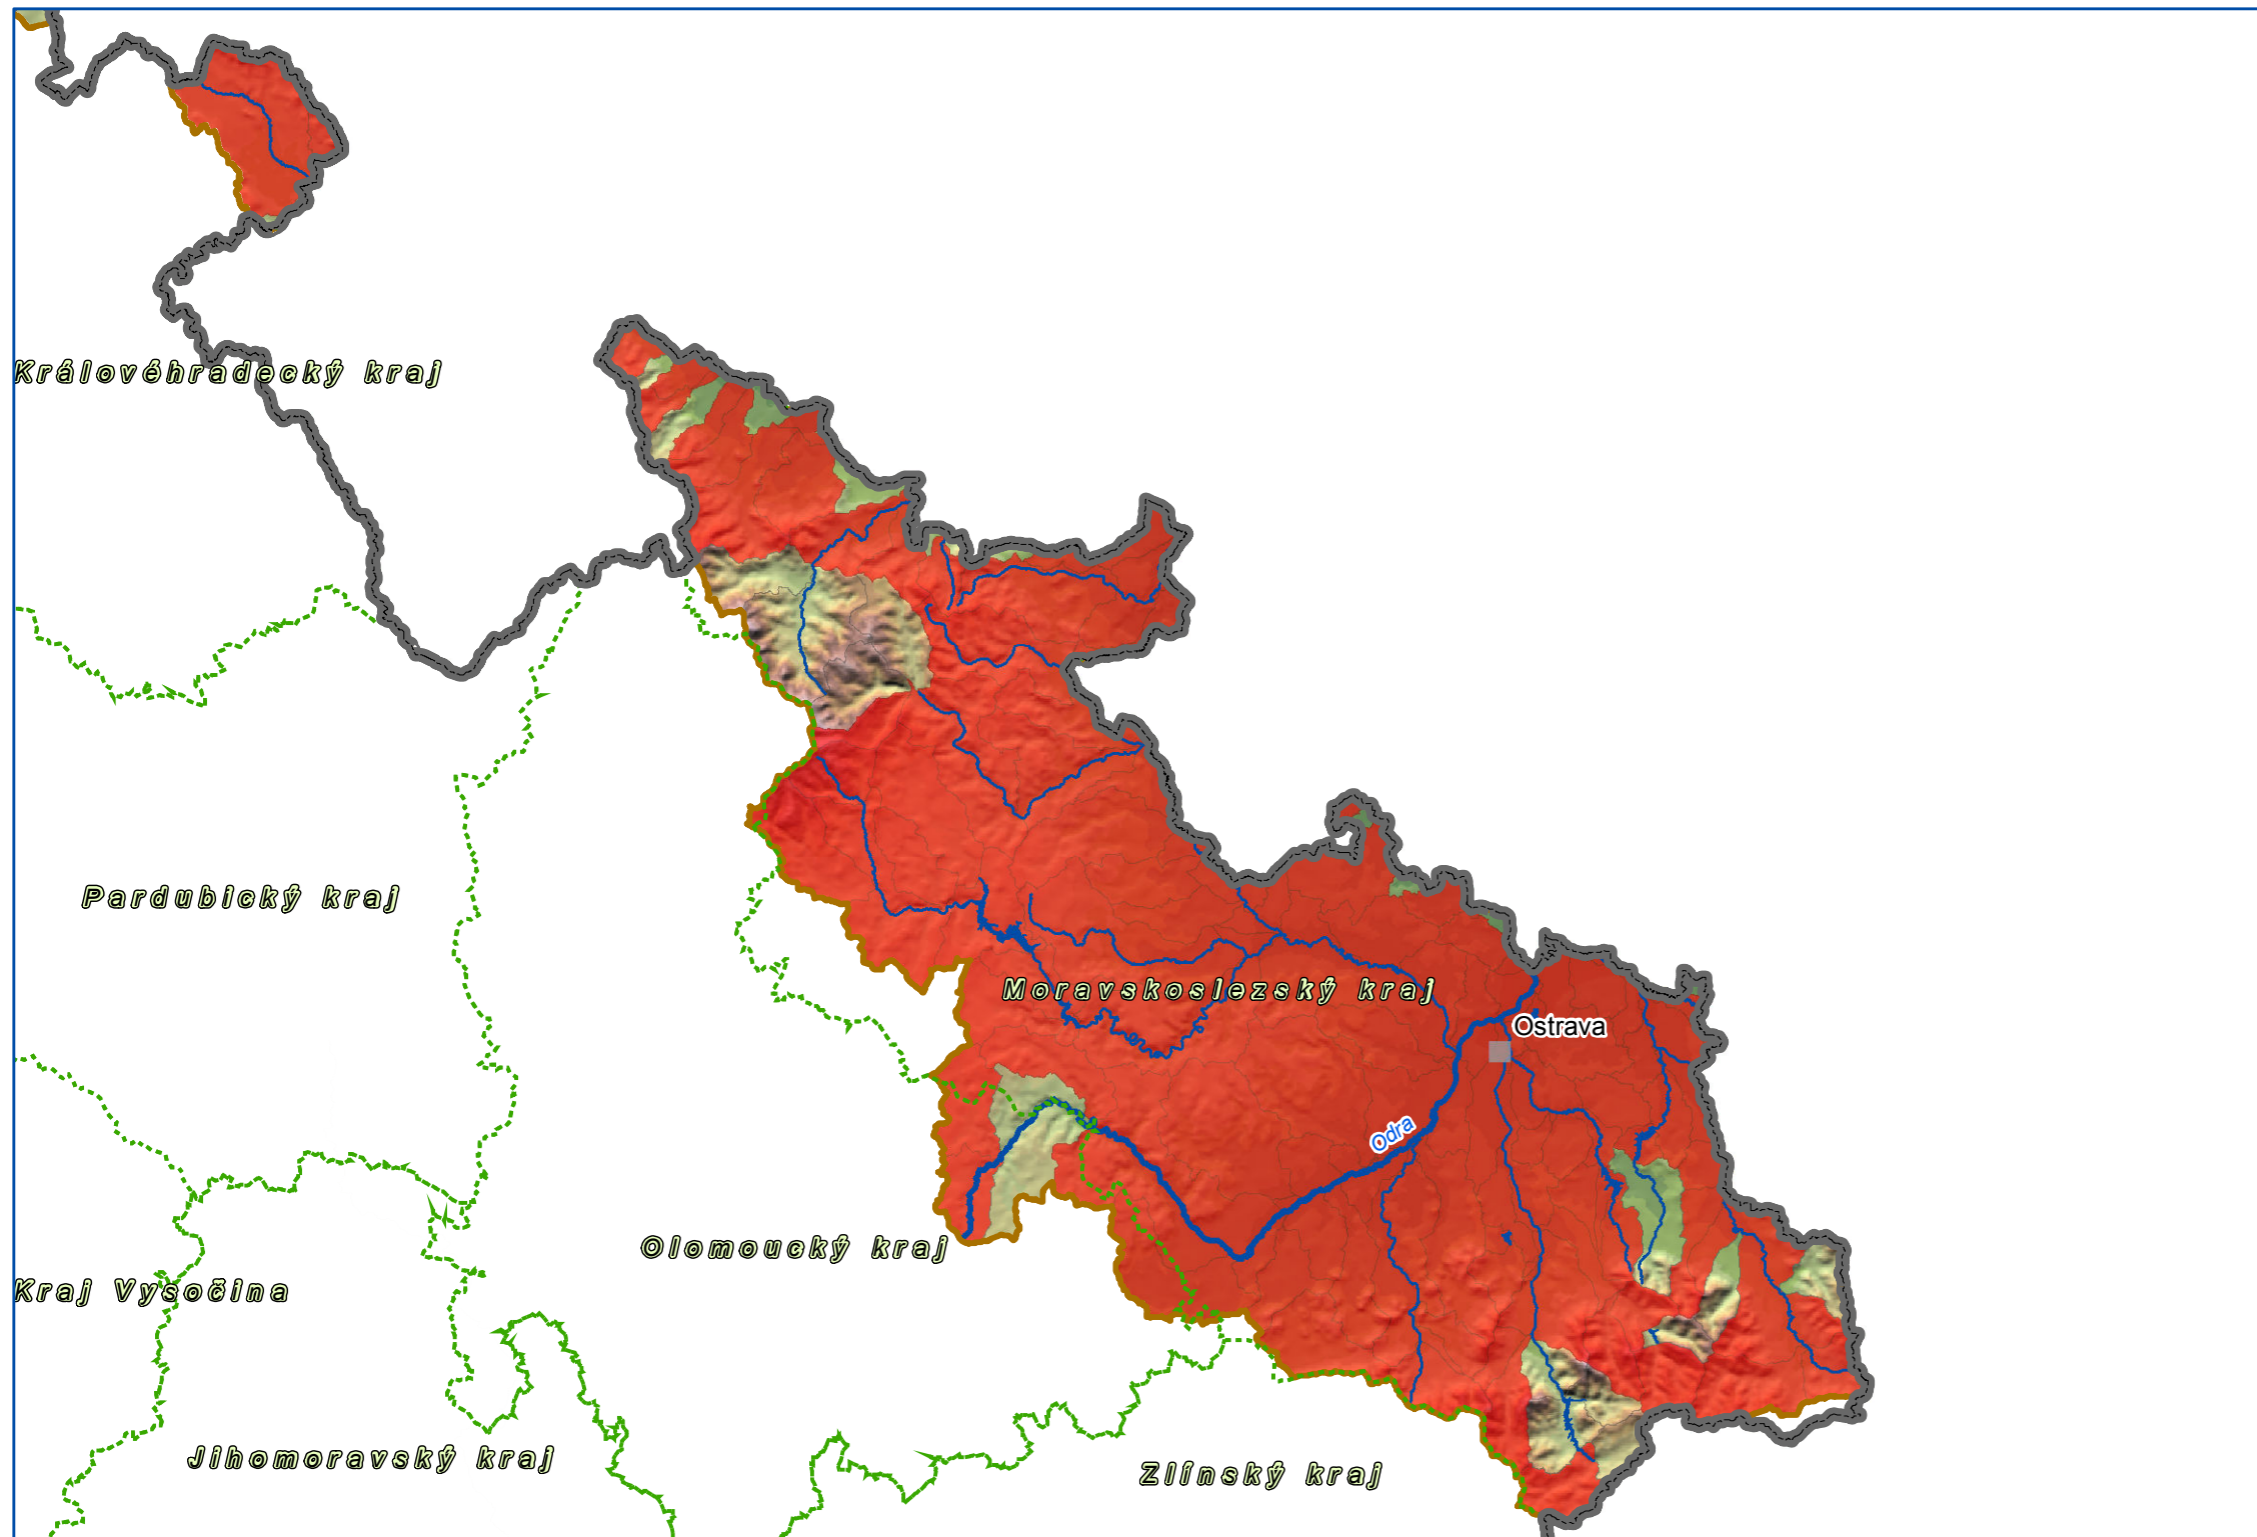 Královéhradecký kraj
Pardubický kraj
Moravskoslezský kraj
Ostrava
Odra
Olomoucký kraj
Kraj Vysočina
Jihomoravský kraj
Zlínský kraj